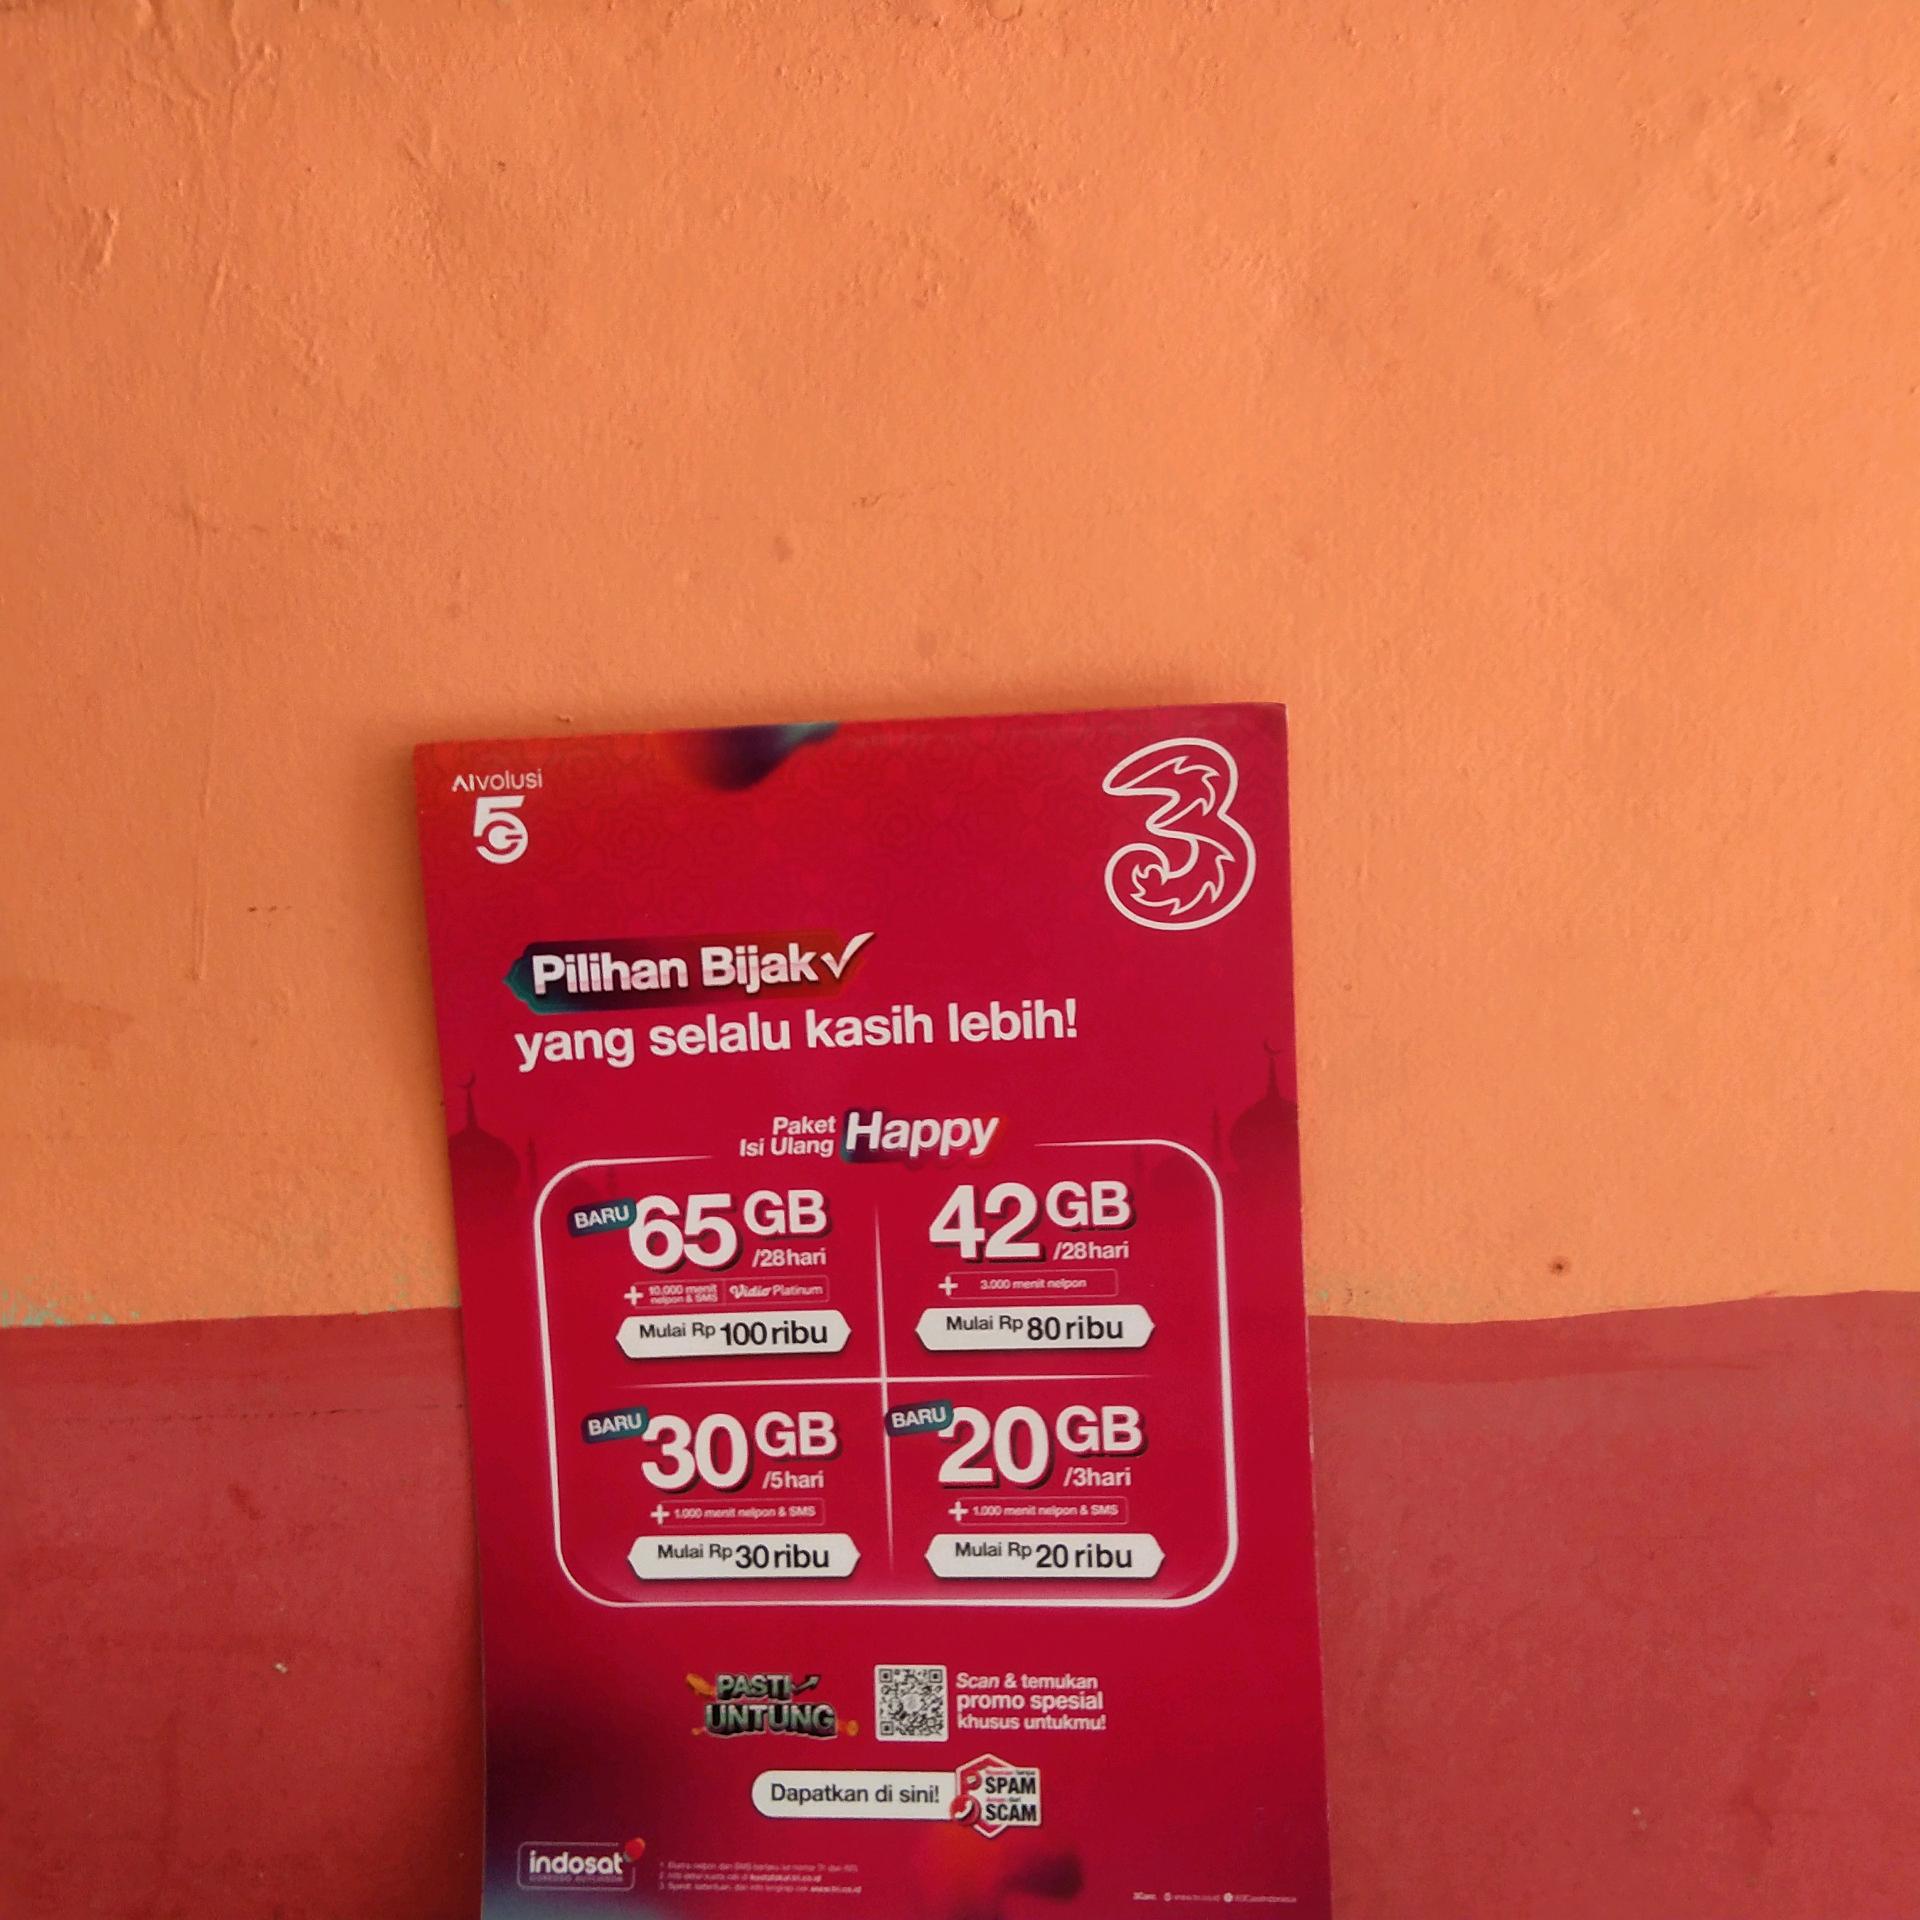 AIvolusi
5G
3
Pilihan Bijak
yang selalu kasih lebih!
Paket
Isi Ulang
Happy
BARU
65 GB
/28hari
+ 10.000 menit
nelpon & SMS
Vidio Platinum
Mulai Rp 100 ribu
42 GB
/28hari
+ 3.000 menit nelpon
Mulai Rp 80 ribu
BARU
30 GB
/5hari
+ 1.000 menit nelpon & SMS
Mulai Rp 30 ribu
BARU
20 GB
/3hari
+ 1.000 menit nelpon & SMS
Mulai Rp 20 ribu
PASTI
UNTUNG
Scan & temukan
promo spesial
khusus untukmu!
Dapatkan di sini!
SPAM
SCAM
indosat
OOREDOO HUTCHISON